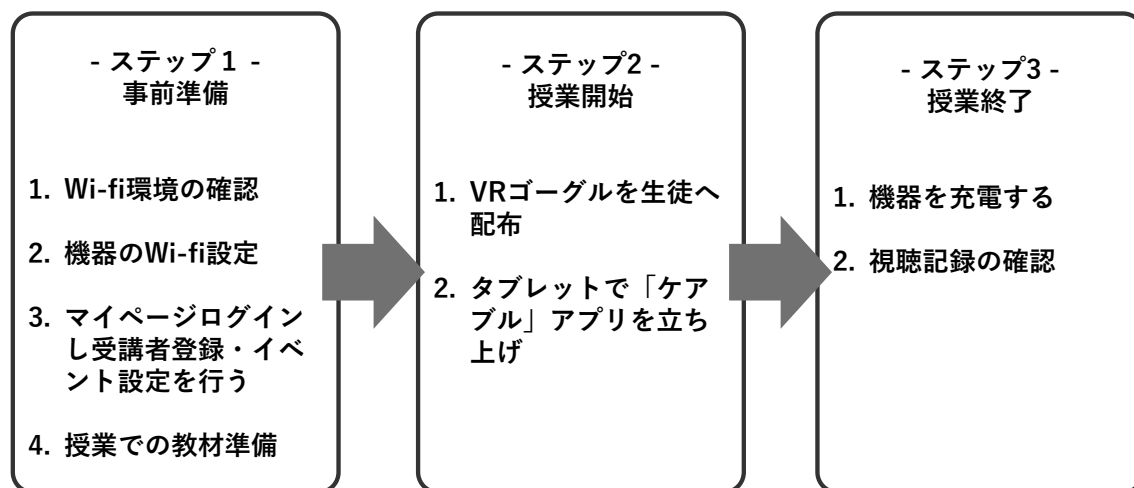 - ステップ１ -
事前準備
1. Wi-fi環境の確認
2. 機器のWi-fi設定
3. マイページログイン
し受講者登録・イベ
ント設定を行う
4. 授業での教材準備
- ステップ2 -
授業開始
1. VRゴーグルを生徒へ
配布
2. タブレットで「ケア
ブル」アプリを立ち
上げ
- ステップ3 -
授業終了
1. 機器を充電する
2. 視聴記録の確認